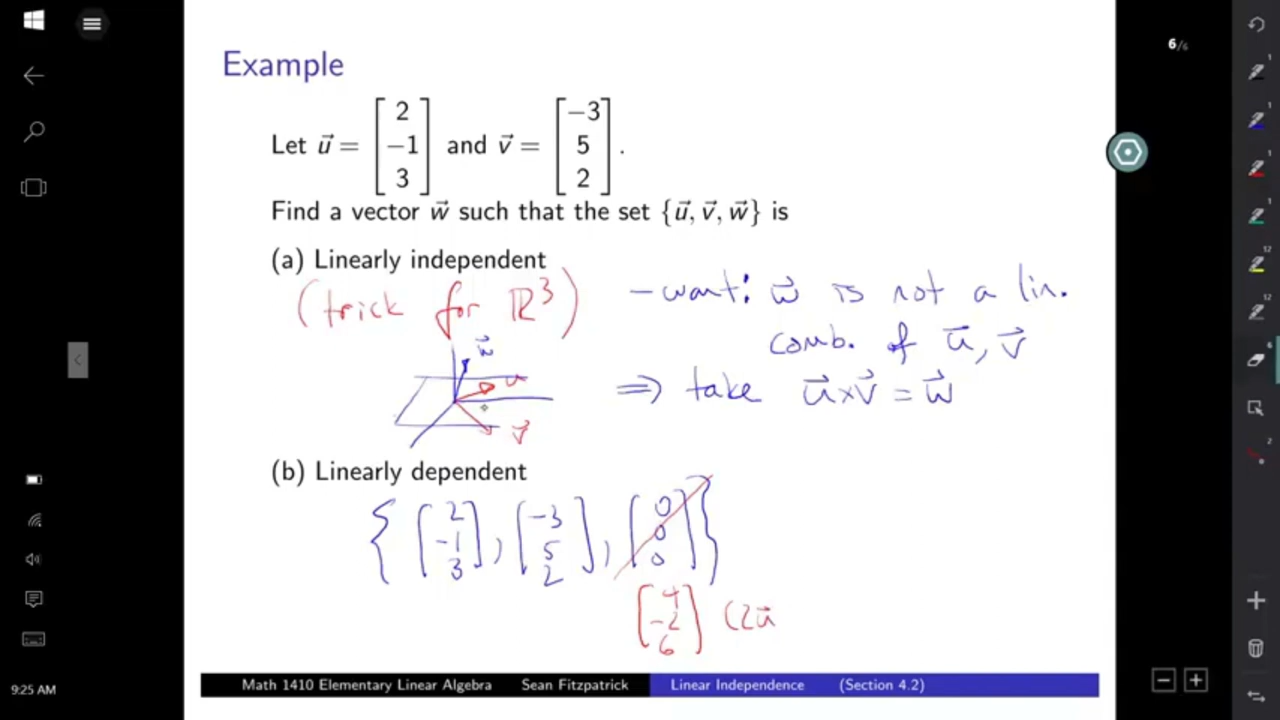 6/6
Example
Let u⃗ = [2 −1 3] and v⃗ = [−3 5 2].
Find a vector w⃗ such that the set {u⃗, v⃗, w⃗} is
(a) Linearly independent
(trick for ℝ³)
– want: w⃗ is not a lin.
comb. of u⃗, v⃗
⇒ take u⃗×v⃗ = w⃗
w⃗
u
v⃗
(b) Linearly dependent
{ [2 -1 3], [-3 5 2], [0 0 0] }
[4 -2 6] (2u⃗
9:25 AM
Math 1410 Elementary Linear Algebra Sean Fitzpatrick Linear Independence (Section 4.2)